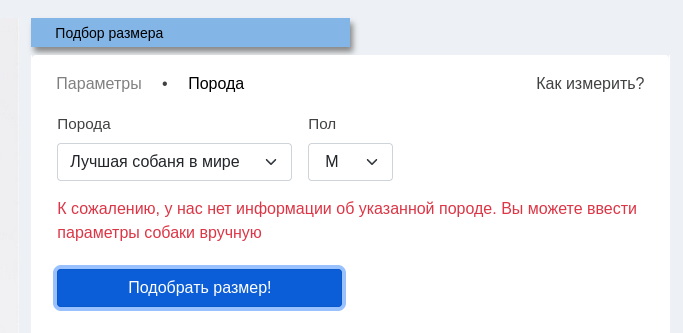 Подбор размера
Параметры • Порода Как измерить?
Порода Пол
Лучшая собаня в мире М
К сожалению, у нас нет информации об указанной породе. Вы можете ввести
параметры собаки вручную
Подобрать размер!